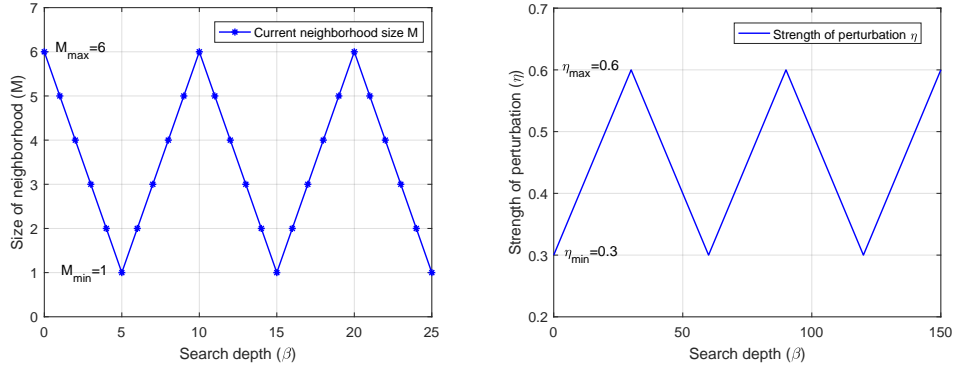 Current neighborhood size M
M_max=6
M_min=1
6
5
4
3
2
1
0
Size of neighborhood (M)
0 5 10 15 20 25
Search depth (β)
Strength of perturbation η
η_max=0.6
η_min=0.3
0.7
0.6
0.5
0.4
0.3
0.2
Strength of perturbation (η)
0 50 100 150
Search depth (β)
7